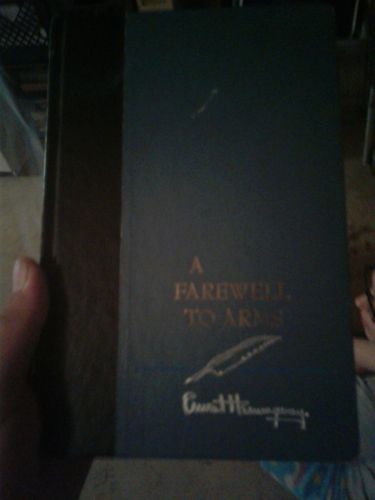 A
FAREWELL
TO ARMS
Ernest Hemingway.